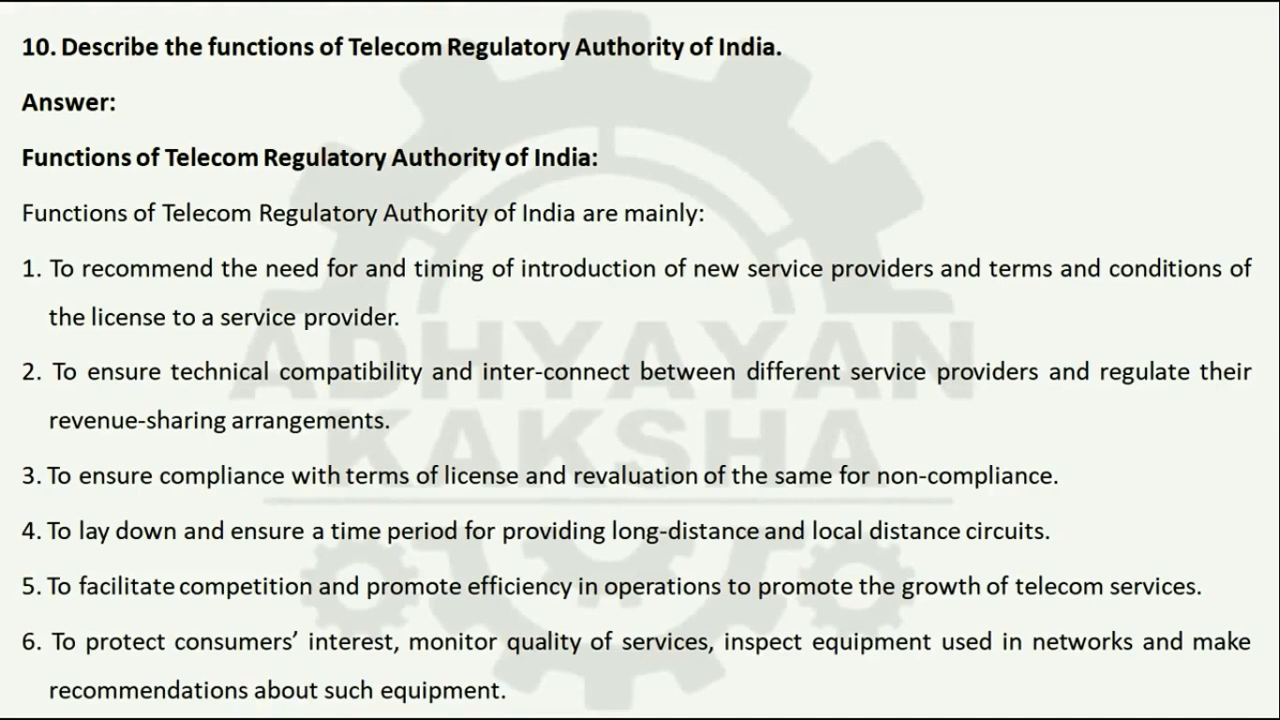 10. Describe the functions of Telecom Regulatory Authority of India.
Answer:
Functions of Telecom Regulatory Authority of India:
Functions of Telecom Regulatory Authority of India are mainly:
1. To recommend the need for and timing of introduction of new service providers and terms and conditions of
the license to a service provider.
2. To ensure technical compatibility and inter-connect between different service providers and regulate their
revenue-sharing arrangements.
3. To ensure compliance with terms of license and revaluation of the same for non-compliance.
4. To lay down and ensure a time period for providing long-distance and local distance circuits.
5. To facilitate competition and promote efficiency in operations to promote the growth of telecom services.
6. To protect consumers’ interest, monitor quality of services, inspect equipment used in networks and make
recommendations about such equipment.
ADHYAYAN
KAKSHA